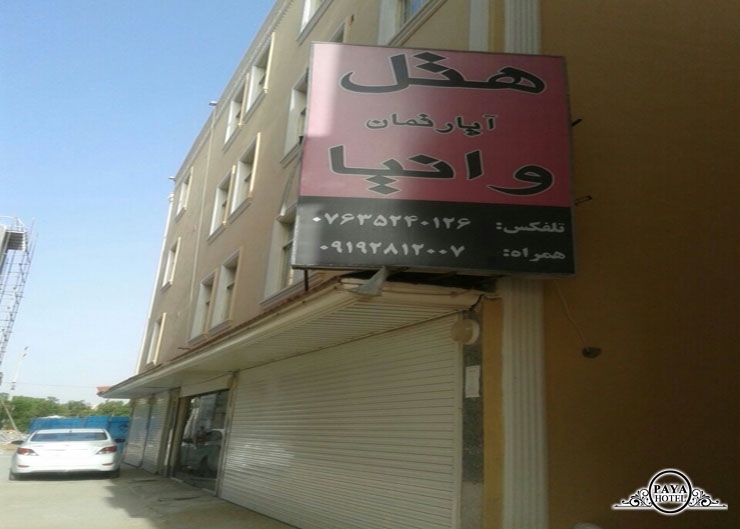 هتل
آپارتمان
وانیا
تلفکس: ۰۷۶۳۵۲۴۰۱۲۶
همراه: ۰۹۱۹۲۸۱۲۰۰۷
PAYA
HOTEL